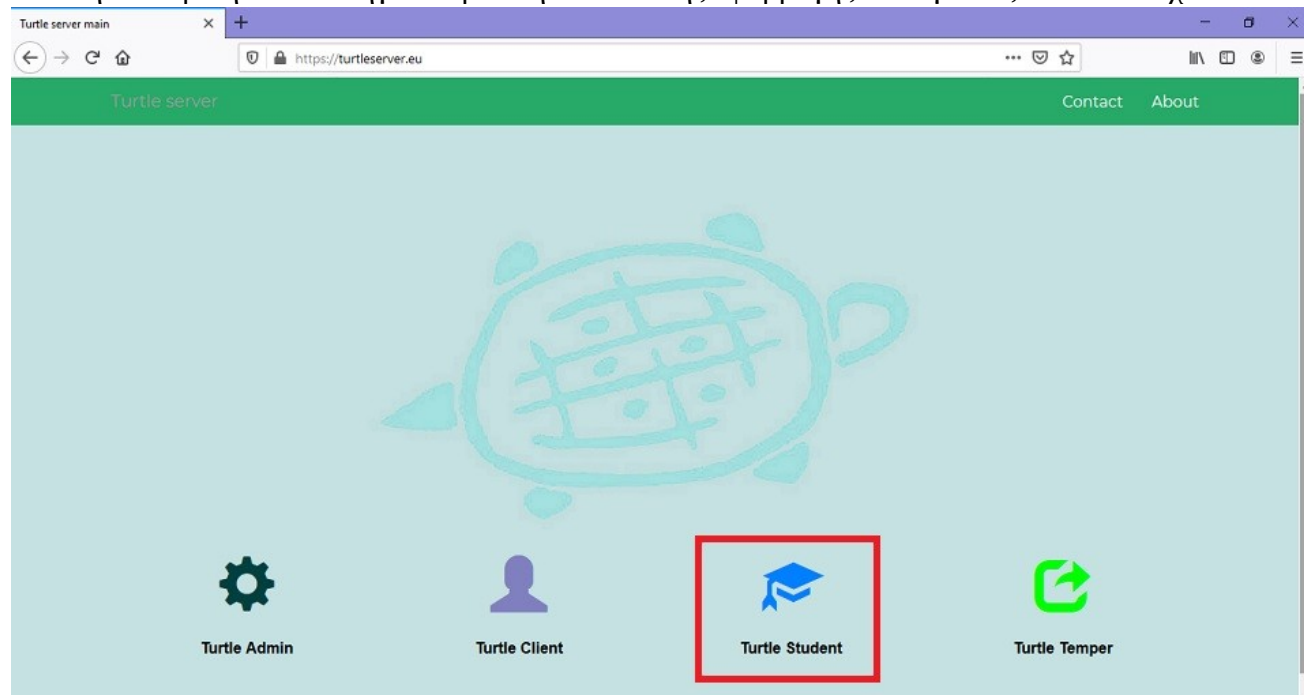 Turtle server main
https://turtleserver.eu
Turtle server
Contact About
Turtle Admin
Turtle Client
Turtle Student
Turtle Temper